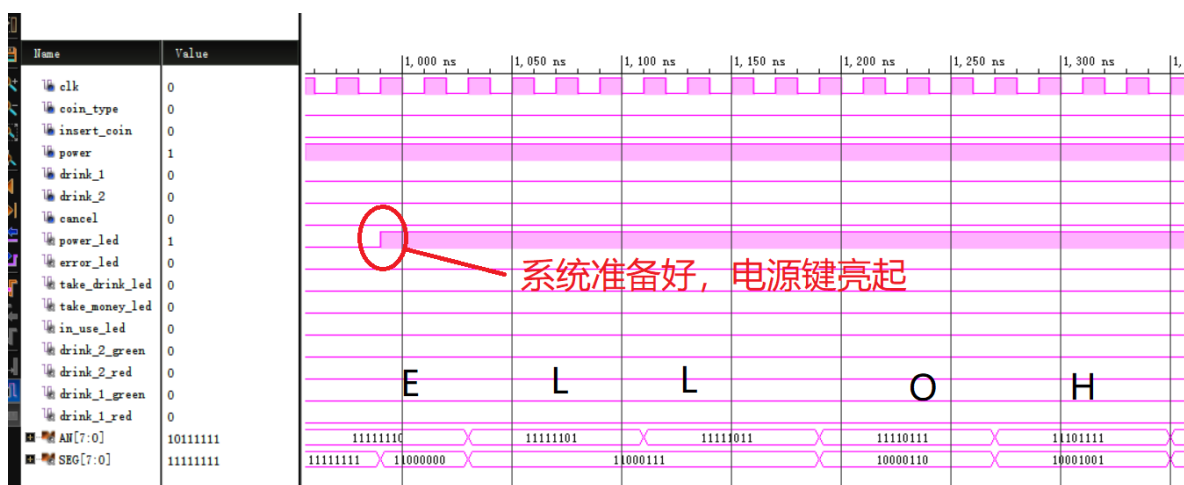 Name Value
1,000 ns 1,050 ns 1,100 ns 1,150 ns 1,200 ns 1,250 ns 1,300 ns 1,
clk 0
coin_type 0
insert_coin 0
power 1
drink_1 0
drink_2 0
cancel 0
power_led 1
error_led 0
系统准备好，电源键亮起
take_drink_led 0
take_money_led 0
in_use_led 0
drink_2_green 0
drink_2_red 0
E L L O H
drink_1_green 0
drink_1_red 0
AN[7:0] 10111111 11111110 11111101 11111011 11110111 11101111
SEG[7:0] 11111111 11111111 11000000 11000111 10000110 10001001